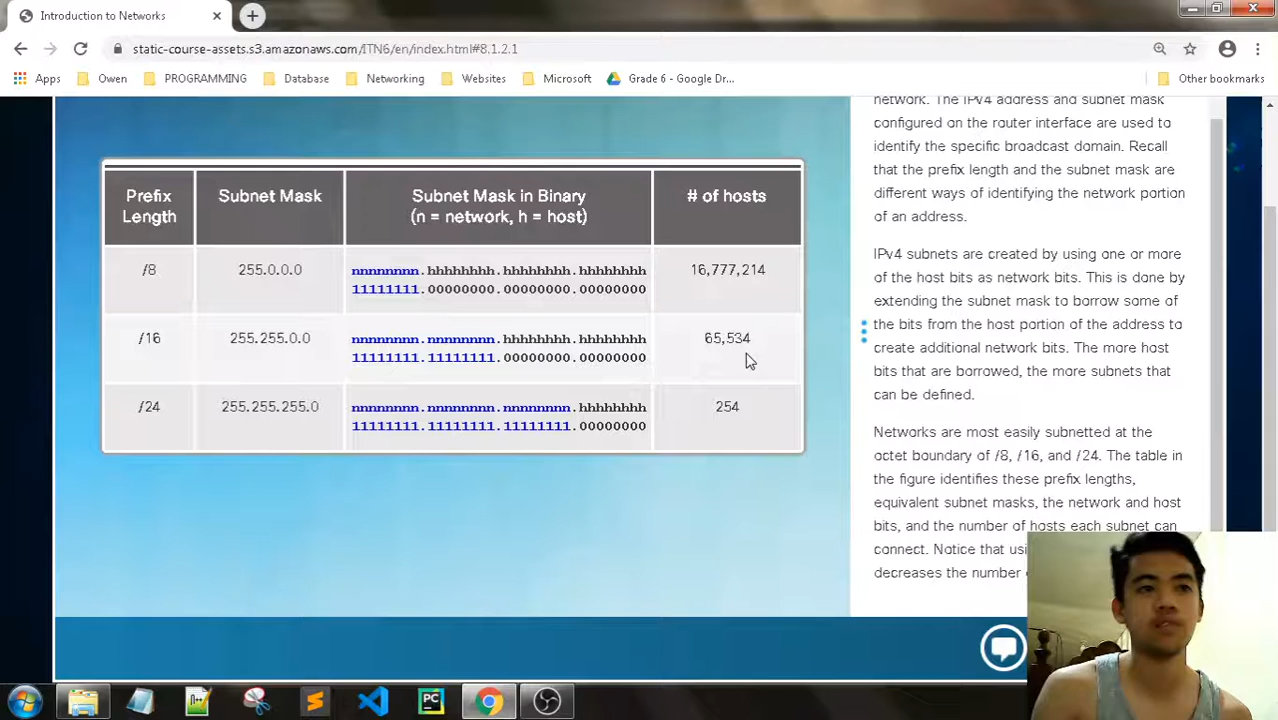 Introduction to Networks
static-course-assets.s3.amazonaws.com/ITN6/en/index.html#8.1.2.1
Apps Owen PROGRAMMING Database Networking Websites Microsoft Grade 6 - Google Dr... Other bookmarks
Prefix Length Subnet Mask Subnet Mask in Binary (n = network, h = host) # of hosts
/8 255.0.0.0 nnnnnnnn.hhhhhhhh.hhhhhhhh.hhhhhhhh 16,777,214
11111111.00000000.00000000.00000000
/16 255.255.0.0 nnnnnnnn.nnnnnnnn.hhhhhhhh.hhhhhhhh 65,534
11111111.11111111.00000000.00000000
/24 255.255.255.0 nnnnnnnn.nnnnnnnn.nnnnnnnn.hhhhhhhh 254
11111111.11111111.11111111.00000000
network. The IPv4 address and subnet mask
configured on the router interface are used to
identify the specific broadcast domain. Recall
that the prefix length and the subnet mask are
different ways of identifying the network portion
of an address.
IPv4 subnets are created by using one or more
of the host bits as network bits. This is done by
extending the subnet mask to borrow some of
the bits from the host portion of the address to
create additional network bits. The more host
bits that are borrowed, the more subnets that
can be defined.
Networks are most easily subnetted at the
octet boundary of /8, /16, and /24. The table in
the figure identifies these prefix lengths,
equivalent subnet masks, the network and host
bits, and the number of hosts each subnet can
connect. Notice that
decreases the number
PC